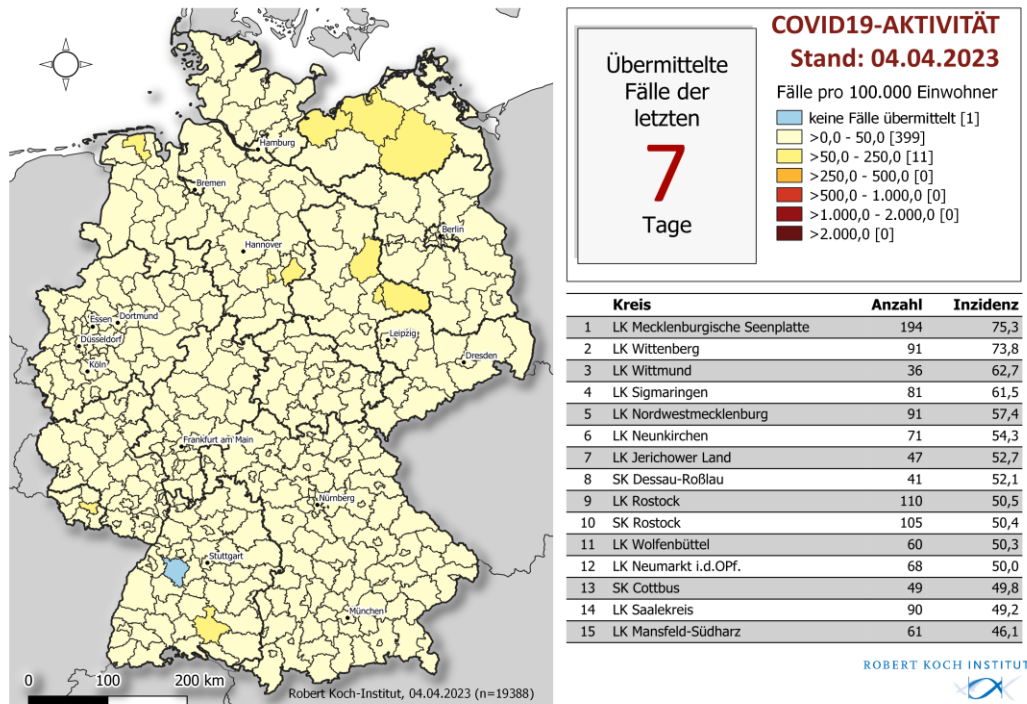 COVID19-AKTIVITÄT
Stand: 04.04.2023
Übermittelte
Fälle der
letzten
7
Tage
Fälle pro 100.000 Einwohner
keine Fälle übermittelt [1]
>0,0 - 50,0 [399]
>50,0 - 250,0 [11]
>250,0 - 500,0 [0]
>500,0 - 1.000,0 [0]
>1.000,0 - 2.000,0 [0]
>2.000,0 [0]
Hamburg
Bremen
Berlin
Hannover
Essen
Dortmund
Düsseldorf
Köln
Leipzig
Dresden
Frankfurt am Main
Nürnberg
Stuttgart
München
0 100 200 km
Robert Koch-Institut, 04.04.2023 (n=19388)
Kreis Anzahl Inzidenz
1 LK Mecklenburgische Seenplatte 194 75,3
2 LK Wittenberg 91 73,8
3 LK Wittmund 36 62,7
4 LK Sigmaringen 81 61,5
5 LK Nordwestmecklenburg 91 57,4
6 LK Neunkirchen 71 54,3
7 LK Jerichower Land 47 52,7
8 SK Dessau-Roßlau 41 52,1
9 LK Rostock 110 50,5
10 SK Rostock 105 50,4
11 LK Wolfenbüttel 60 50,3
12 LK Neumarkt i.d.OPf. 68 50,0
13 SK Cottbus 49 49,8
14 LK Saalekreis 90 49,2
15 LK Mansfeld-Südharz 61 46,1
ROBERT KOCH INSTITUT